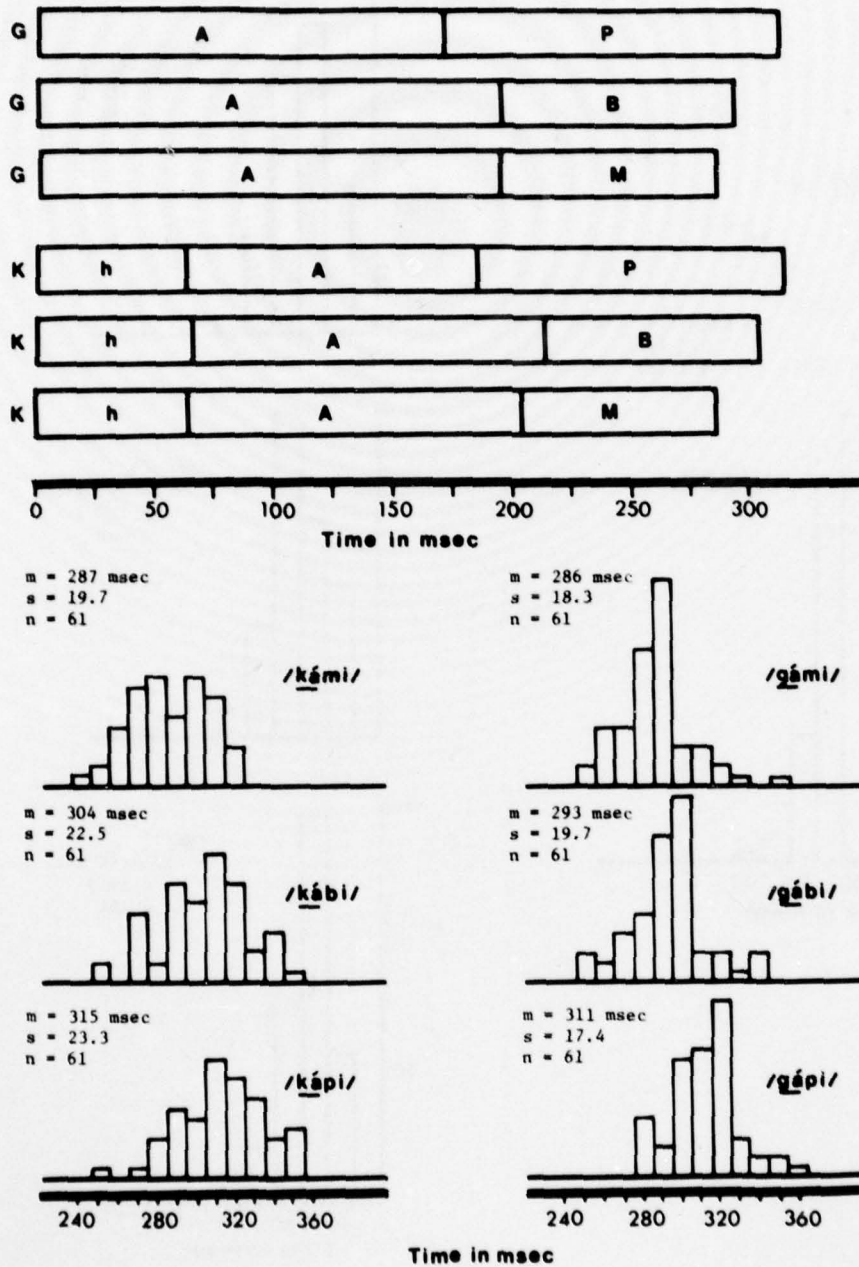 G A P
G A B
G A M
K h A P
K h A B
K h A M
0 50 100 150 200 250 300
Time in msec
m = 287 msec
s = 19.7
n = 61
/kámi/
m = 286 msec
s = 18.3
n = 61
/gámi/
m = 304 msec
s = 22.5
n = 61
/kábi/
m = 293 msec
s = 19.7
n = 61
/gábi/
m = 315 msec
s = 23.3
n = 61
/kápi/
m = 311 msec
s = 17.4
n = 61
/gápi/
240 280 320 360
240 280 320 360
Time in msec